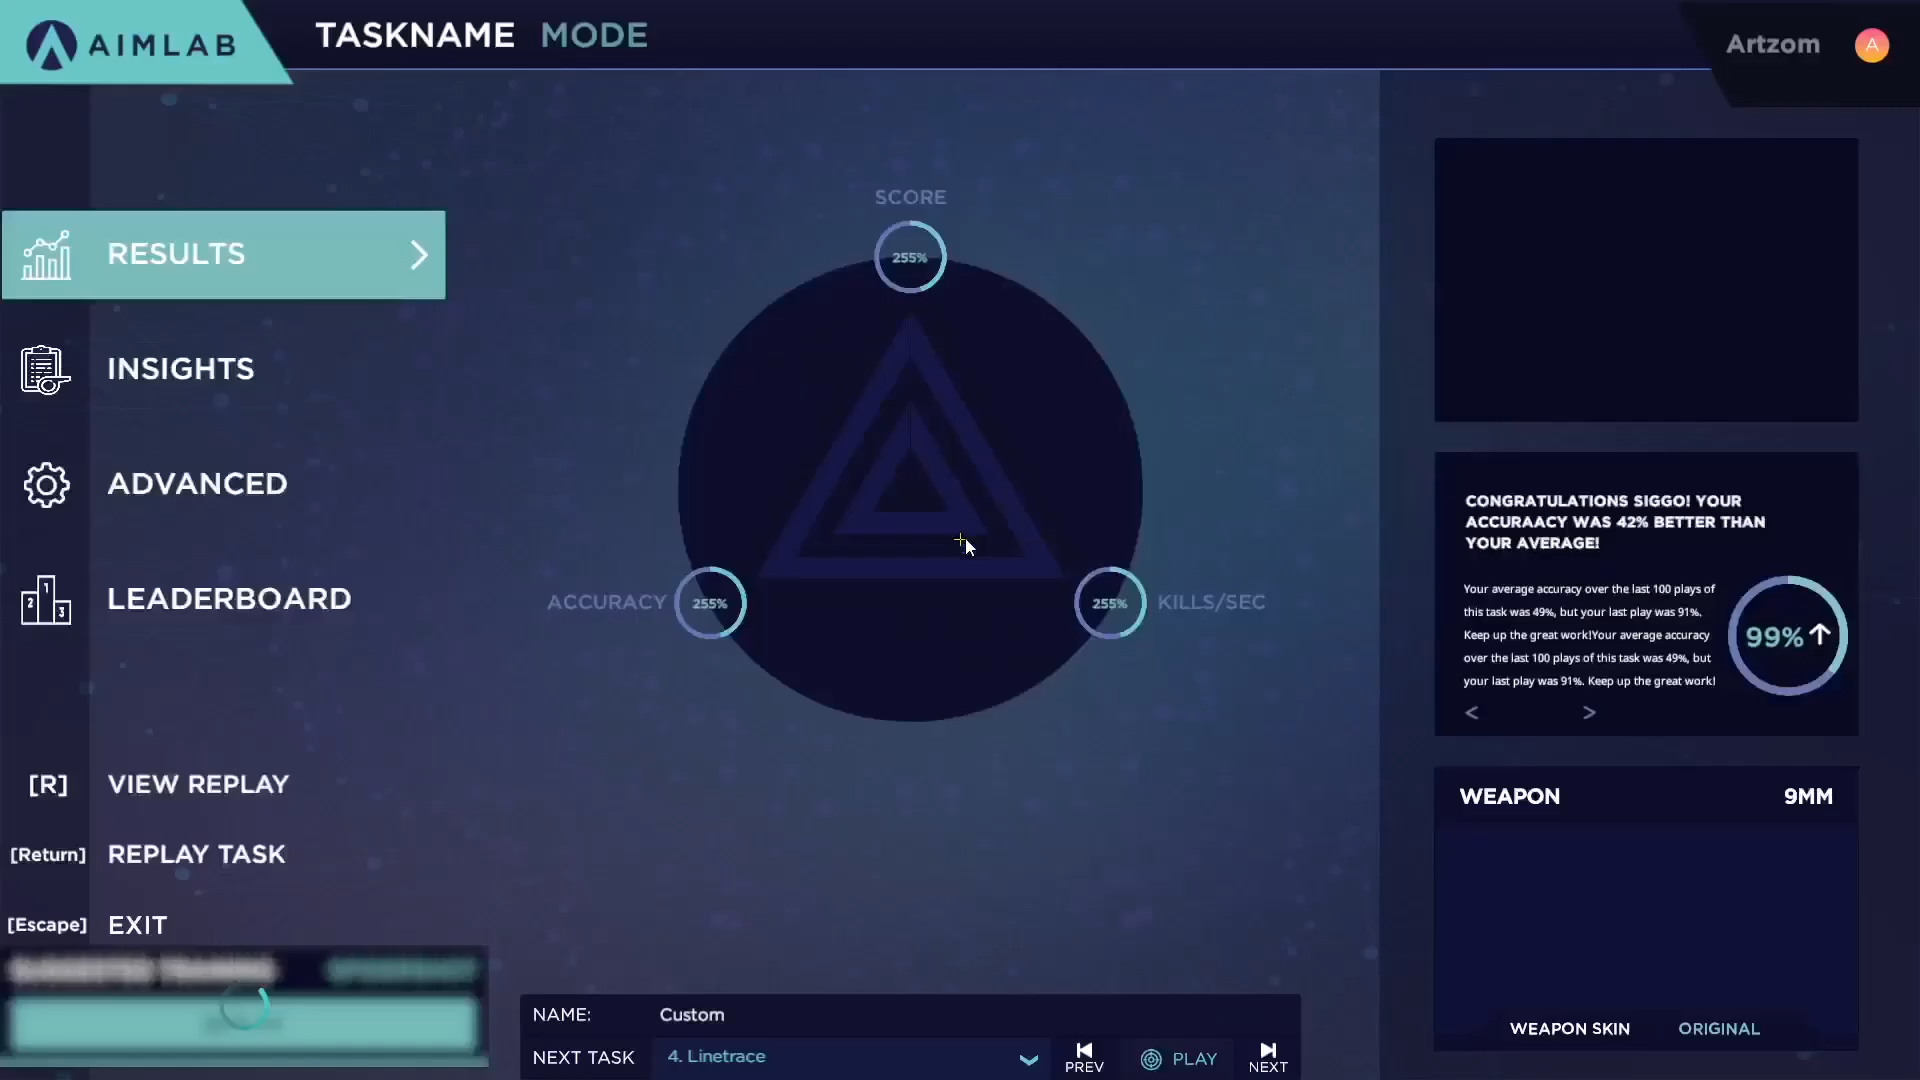 AIMLAB
TASKNAME MODE
Artzom
A
RESULTS
INSIGHTS
ADVANCED
LEADERBOARD
1
2
3
[R] VIEW REPLAY
[Return] REPLAY TASK
[Escape] EXIT
SCORE
255%
ACCURACY 255%
255% KILLS/SEC
CONGRATULATIONS SIGGO! YOUR
ACCURAACY WAS 42% BETTER THAN
YOUR AVERAGE!
Your average accuracy over the last 100 plays of
this task was 49%, but your last play was 91%.
Keep up the great work!Your average accuracy
over the last 100 plays of this task was 49%, but
your last play was 91%. Keep up the great work!
99%
< >
WEAPON 9MM
WEAPON SKIN ORIGINAL
NAME: Custom
NEXT TASK 4. Linetrace
PREV
PLAY
NEXT